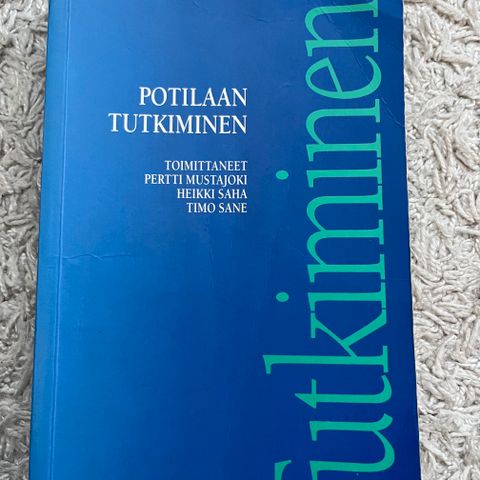 POTILAAN
TUTKIMINEN
TOIMITTANEET
PERTTI MUSTAJOKI
HEIKKI SAHA
TIMO SANE
Tutkiminen